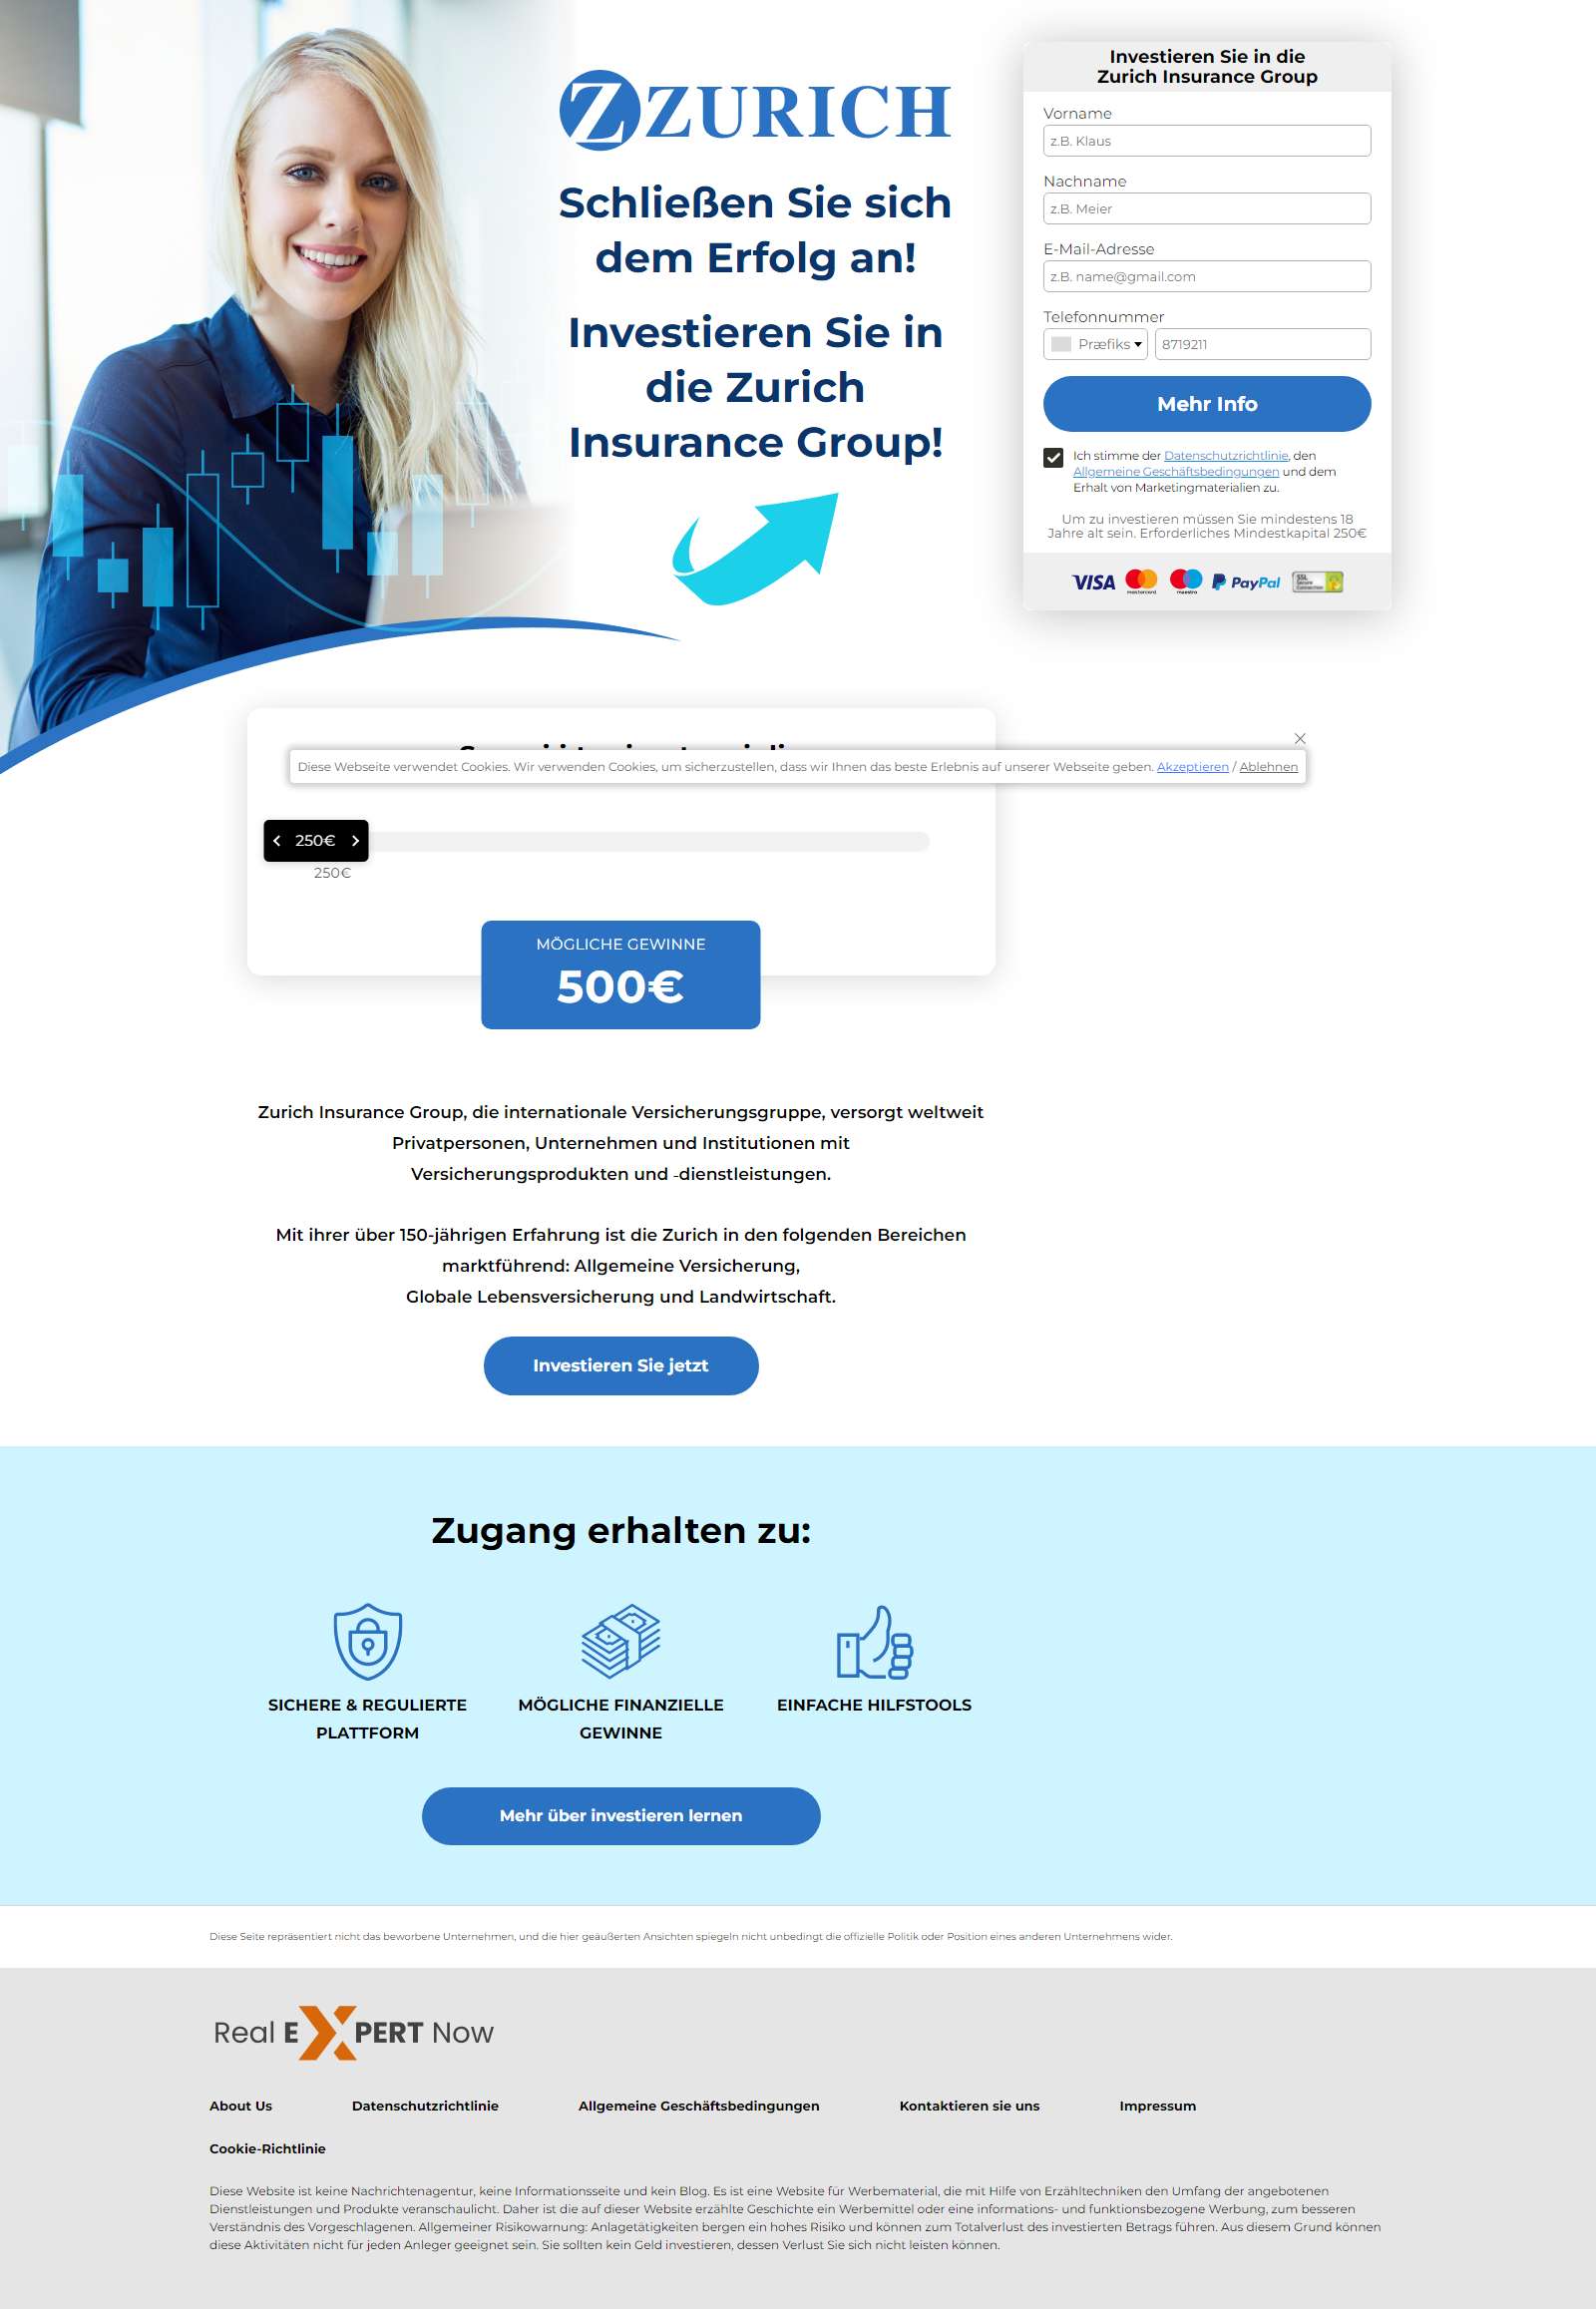 ZURICH
Schließen Sie sich
dem Erfolg an!
Investieren Sie in
die Zurich
Insurance Group!
Investieren Sie in die
Zurich Insurance Group
Vorname
z.B. Klaus
Nachname
z.B. Meier
E-Mail-Adresse
z.B. name@gmail.com
Telefonnummer
Præfiks
8719211
Mehr Info
Ich stimme der Datenschutzrichtlinie, den
Allgemeine Geschäftsbedingungen und dem
Erhalt von Marketingmaterialien zu.
Um zu investieren müssen Sie mindestens 18
Jahre alt sein. Erforderliches Mindestkapital 250€
VISA mastercard maestro PayPal SSL Secure Connection
Diese Webseite verwendet Cookies. Wir verwenden Cookies, um sicherzustellen, dass wir Ihnen das beste Erlebnis auf unserer Webseite geben. Akzeptieren / Ablehnen
250€
250€
MÖGLICHE GEWINNE
500€
Zurich Insurance Group, die internationale Versicherungsgruppe, versorgt weltweit
Privatpersonen, Unternehmen und Institutionen mit
Versicherungsprodukten und -dienstleistungen.
Mit ihrer über 150-jährigen Erfahrung ist die Zurich in den folgenden Bereichen
marktführend: Allgemeine Versicherung,
Globale Lebensversicherung und Landwirtschaft.
Investieren Sie jetzt
Zugang erhalten zu:
SICHERE & REGULIERTE
PLATTFORM
MÖGLICHE FINANZIELLE
GEWINNE
EINFACHE HILFSTOOLS
Mehr über investieren lernen
Diese Seite repräsentiert nicht das beworbene Unternehmen, und die hier geäußerten Ansichten spiegeln nicht unbedingt die offizielle Politik oder Position eines anderen Unternehmens wider.
Real EXPERT Now
About Us Datenschutzrichtlinie Allgemeine Geschäftsbedingungen Kontaktieren sie uns Impressum
Cookie-Richtlinie
Diese Website ist keine Nachrichtenagentur, keine Informationsseite und kein Blog. Es ist eine Website für Werbematerial, die mit Hilfe von Erzähltechniken den Umfang der angebotenen
Dienstleistungen und Produkte veranschaulicht. Daher ist die auf dieser Website erzählte Geschichte ein Werbemittel oder eine informations- und funktionsbezogene Werbung, zum besseren
Verständnis des Vorgeschlagenen. Allgemeiner Risikowarnung: Anlagetätigkeiten bergen ein hohes Risiko und können zum Totalverlust des investierten Betrags führen. Aus diesem Grund können
diese Aktivitäten nicht für jeden Anleger geeignet sein. Sie sollten kein Geld investieren, dessen Verlust Sie sich nicht leisten können.